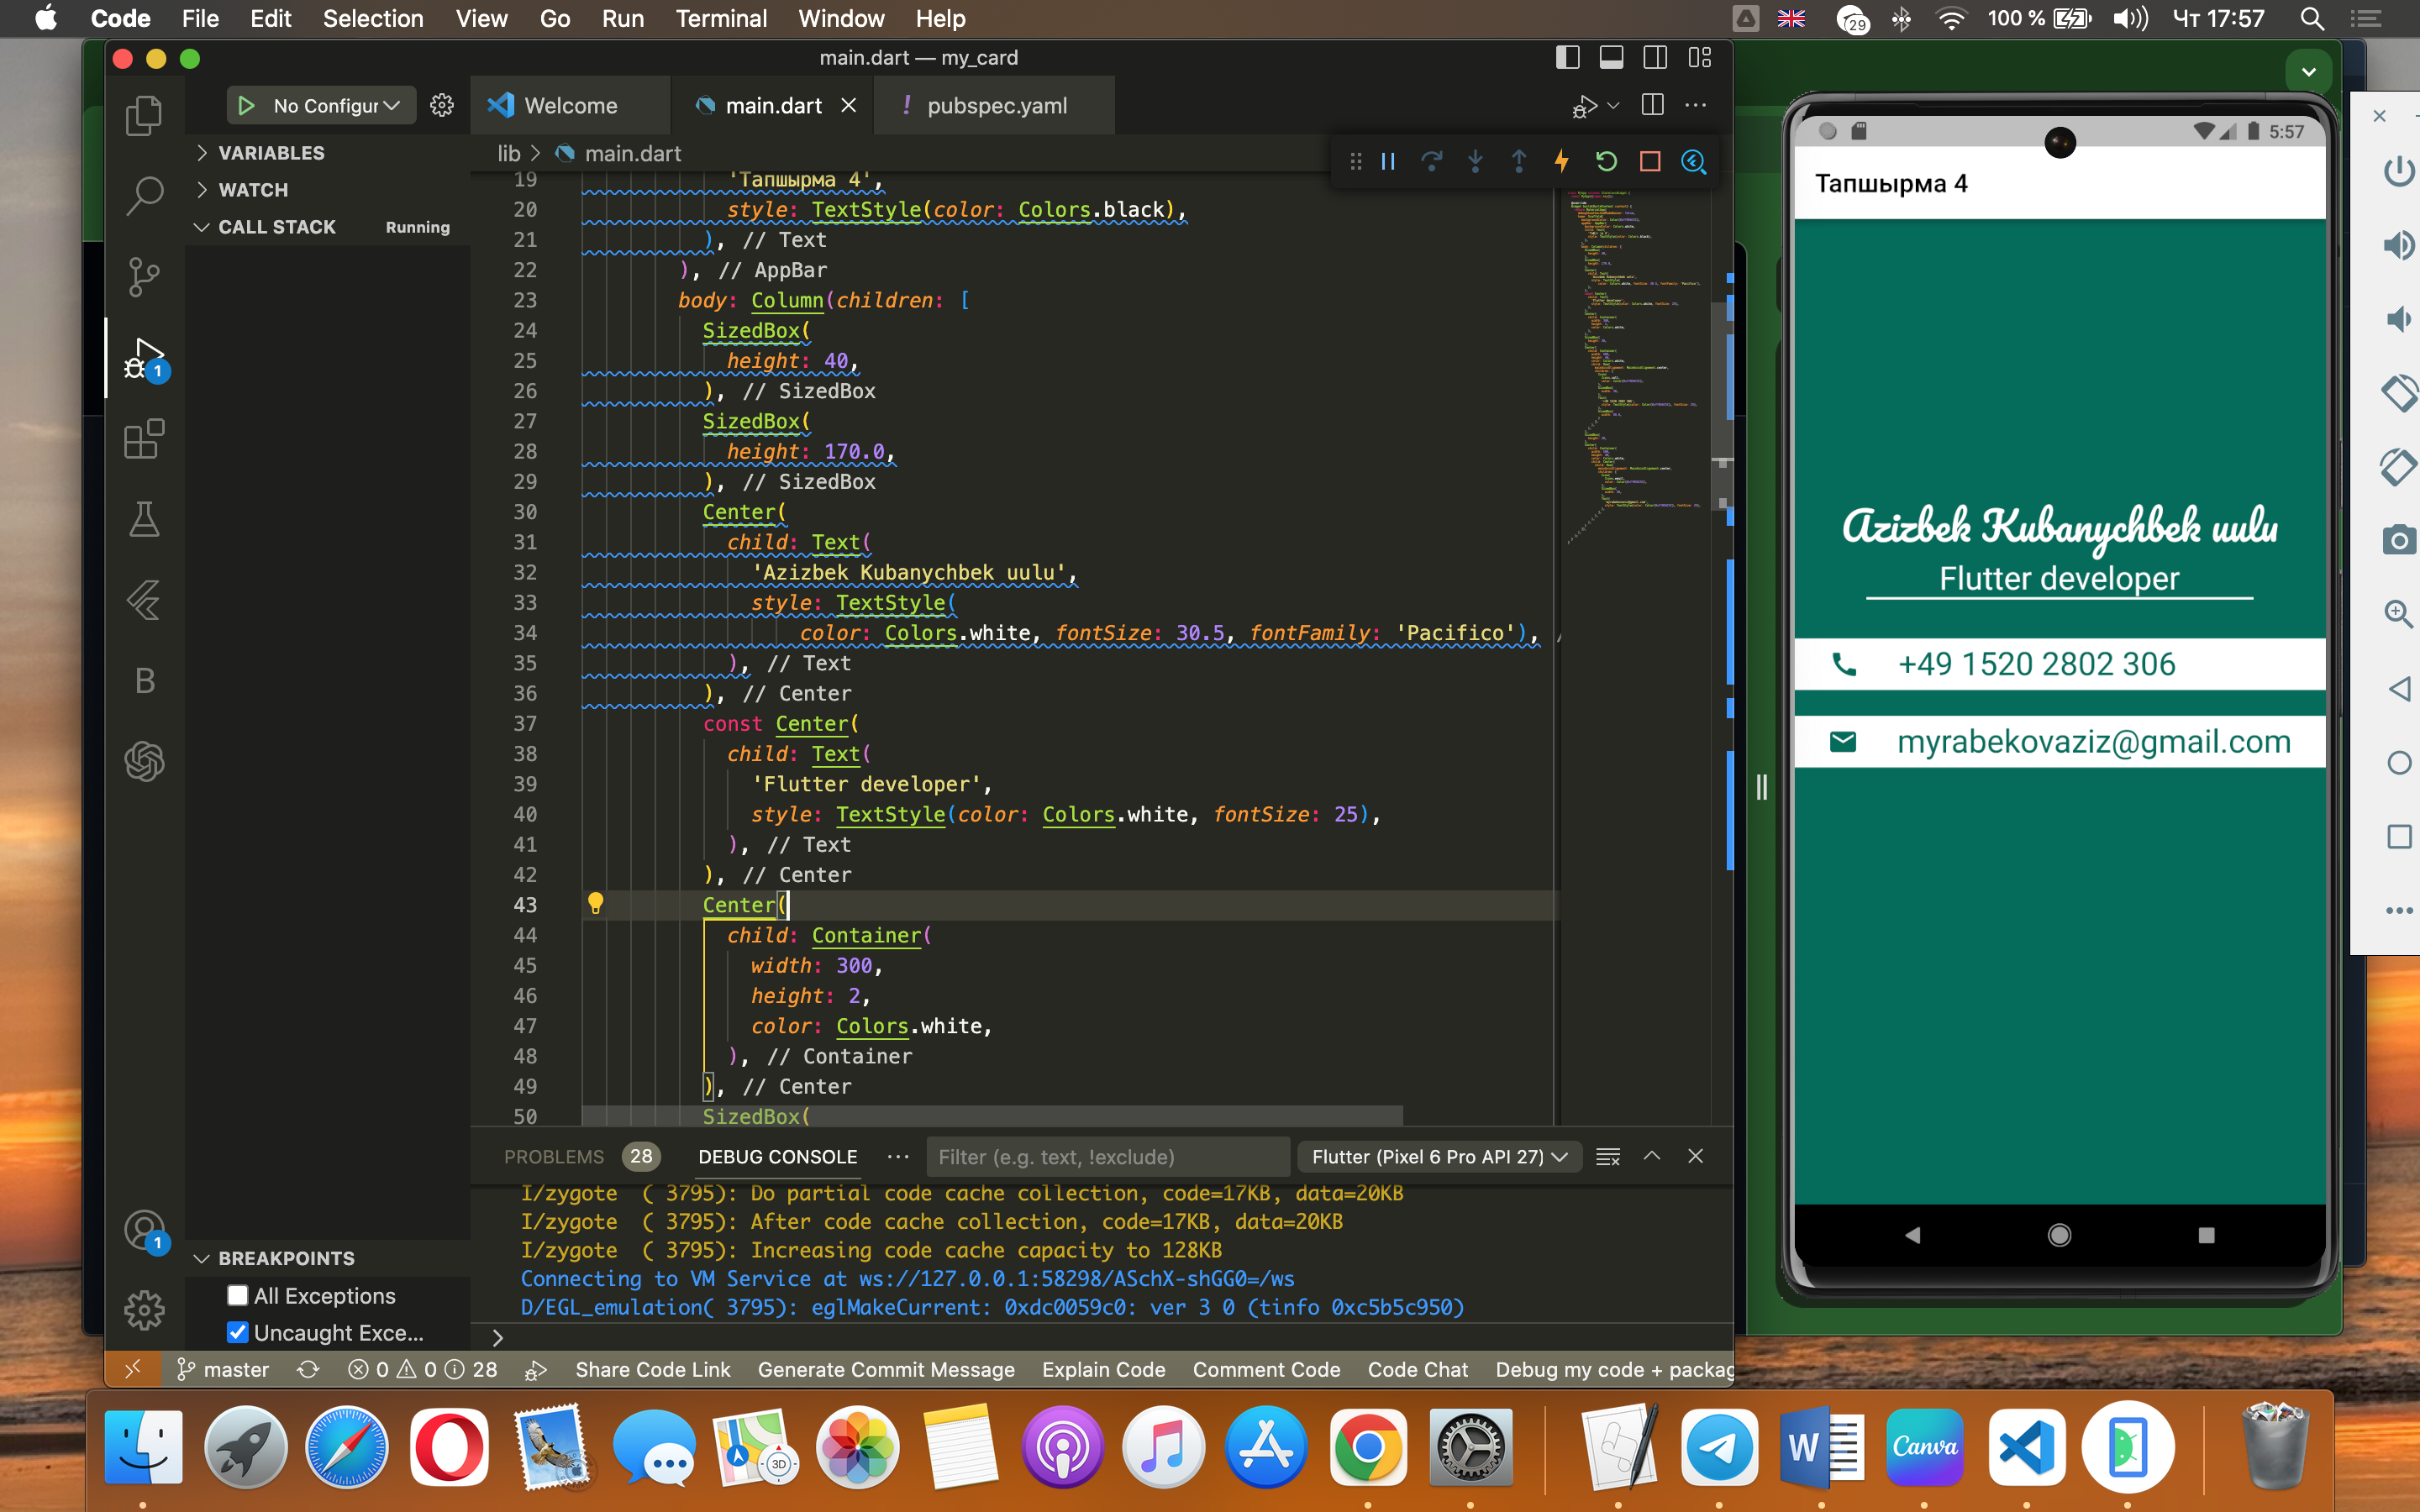 Code File Edit Selection View Go Run Terminal Window Help
29 100 % Чт 17:57
main.dart — my_card
No Configur
Welcome
main.dart
pubspec.yaml
VARIABLES
WATCH
CALL STACK Running
lib > main.dart
19 'Тапшырма 4',
20 style: TextStyle(color: Colors.black),
21 ), // Text
22 ), // AppBar
23 body: Column(children: [
24 SizedBox(
25 height: 40,
26 ), // SizedBox
27 SizedBox(
28 height: 170.0,
29 ), // SizedBox
30 Center(
31 child: Text(
32 'Azizbek Kubanychbek uulu',
33 style: TextStyle(
34 color: Colors.white, fontSize: 30.5, fontFamily: 'Pacifico'), /
35 ), // Text
36 ), // Center
37 const Center(
38 child: Text(
39 'Flutter developer',
40 style: TextStyle(color: Colors.white, fontSize: 25),
41 ), // Text
42 ), // Center
43 Center(
44 child: Container(
45 width: 300,
46 height: 2,
47 color: Colors.white,
48 ), // Container
49 ), // Center
50 SizedBox(
1
B
1
BREAKPOINTS
All Exceptions
Uncaught Exce...
PROBLEMS 28 DEBUG CONSOLE ··· Filter (e.g. text, !exclude) Flutter (Pixel 6 Pro API 27)
I/zygote ( 3795): Do partial code cache collection, code=17KB, data=20KB
I/zygote ( 3795): After code cache collection, code=17KB, data=20KB
I/zygote ( 3795): Increasing code cache capacity to 128KB
Connecting to VM Service at ws://127.0.0.1:58298/ASchX-shGG0=/ws
D/EGL_emulation( 3795): eglMakeCurrent: 0xdc0059c0: ver 3 0 (tinfo 0xc5b5c950)
>
master 0 0 28 Share Code Link Generate Commit Message Explain Code Comment Code Code Chat Debug my code + packag
5:57
Тапшырма 4
Azizbek Kubanychbek uulu
Flutter developer
+49 1520 2802 306
myrabekovaziz@gmail.com
3D
W
Canva